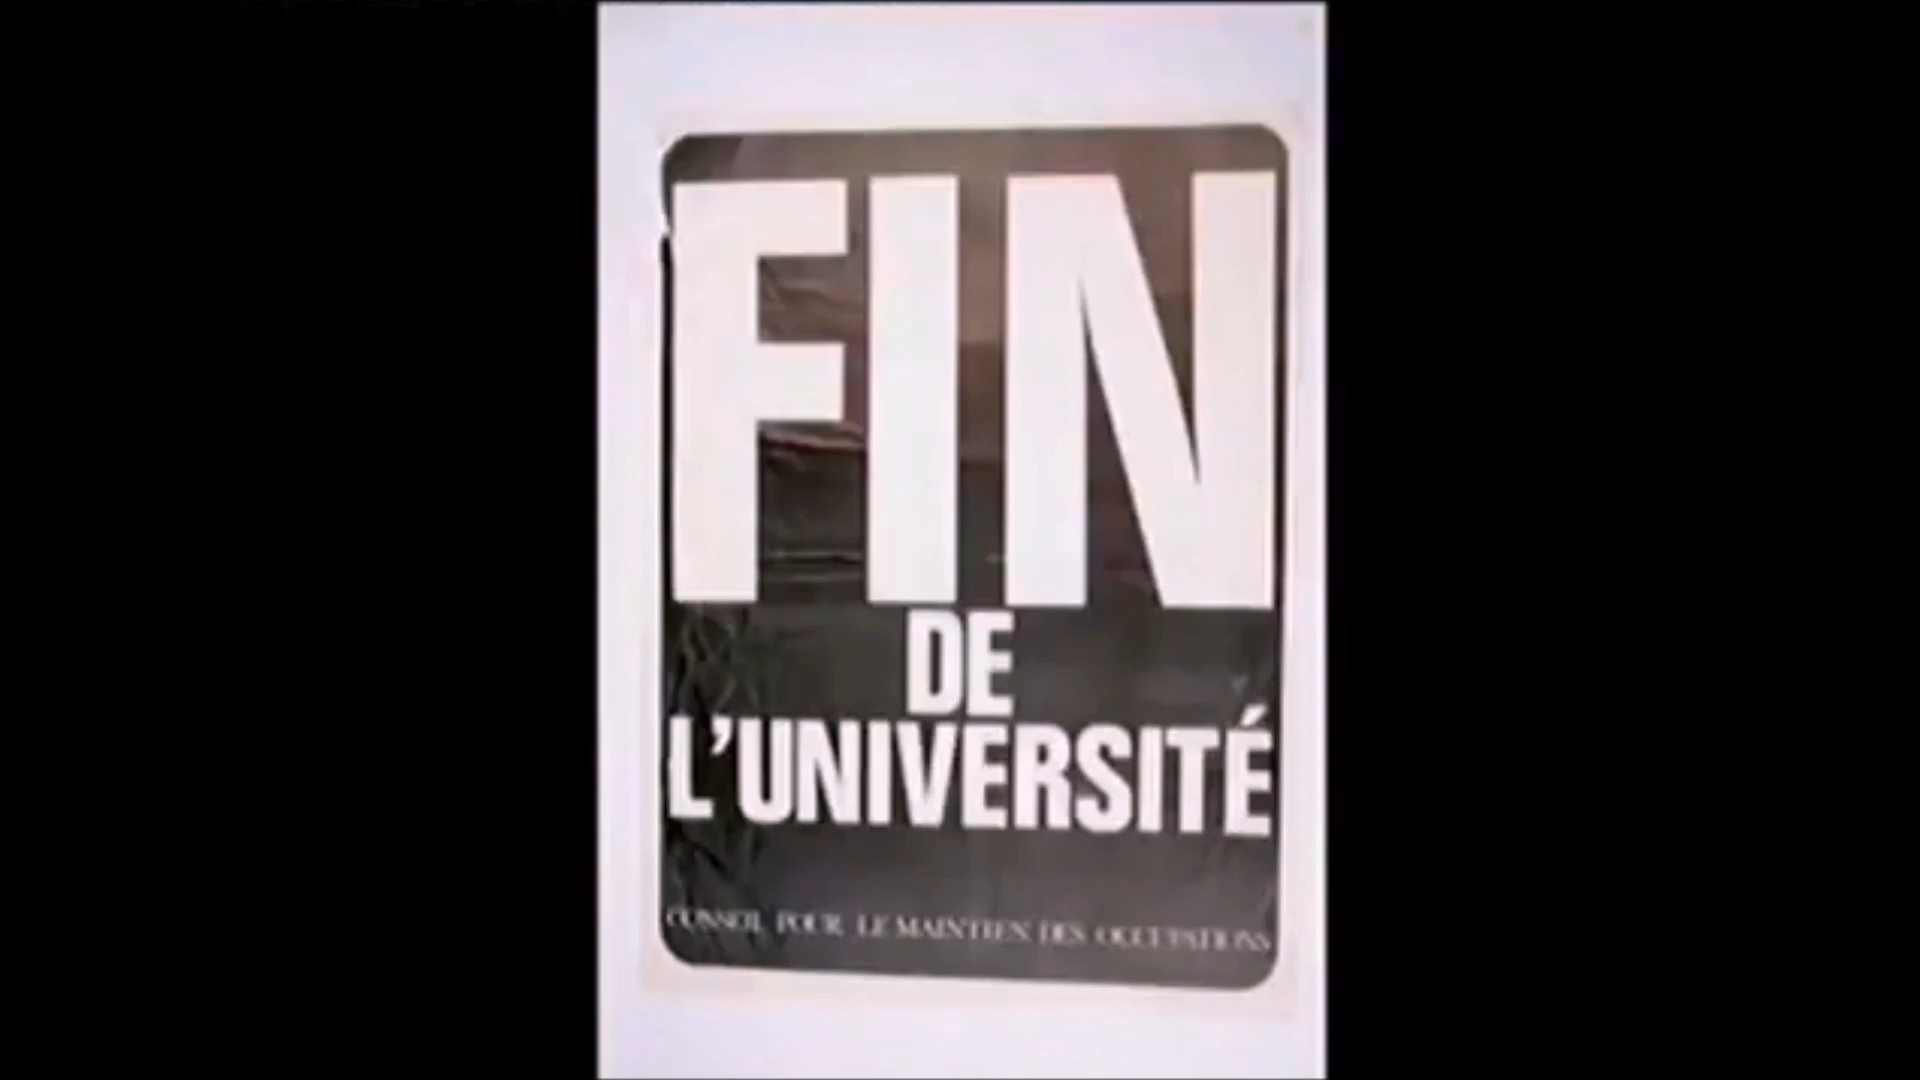 FIN
DE
L'UNIVERSITÉ
CONSEIL POUR LE MAINTIEN DES OCCUPATIONS